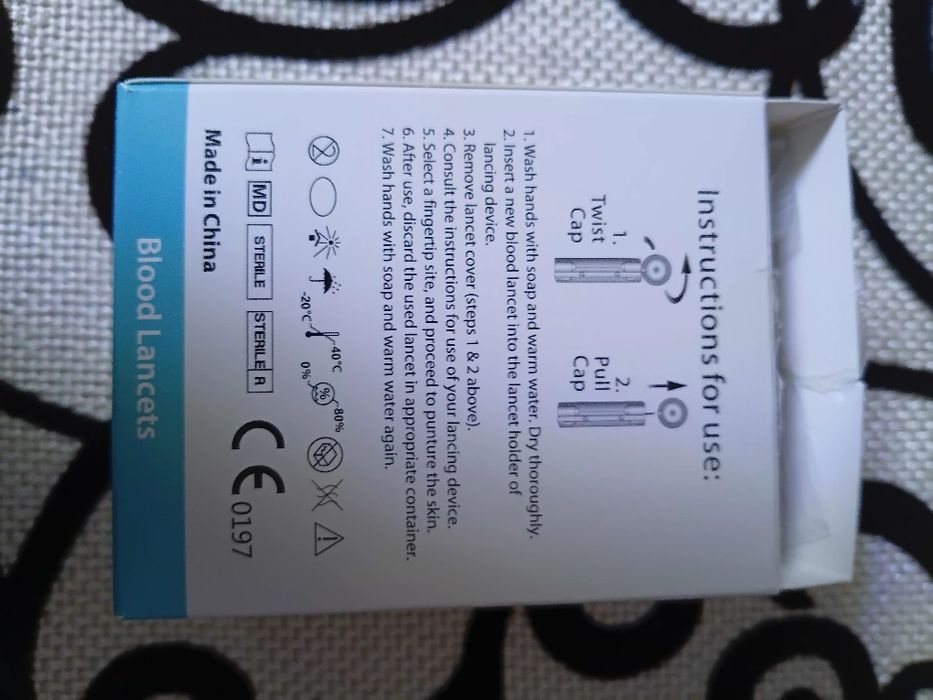 Instructions for use:
1.
Twist
Cap
2.
Pull
Cap
1. Wash hands with soap and warm water. Dry thoroughly.
2. Insert a new blood lancet into the lancet holder of
lancing device.
3. Remove lancet cover (steps 1 & 2 above).
4. Consult the instructions for use of your lancing device.
5. Select a fingertip site, and proceed to punture the skin.
6. After use, discard the used lancet in appropriate container.
7. Wash hands with soap and warm water again.
2 -20°C 40°C 0% % 80%
i MD STERILE STERILE R CE 0197
Made in China
Blood Lancets